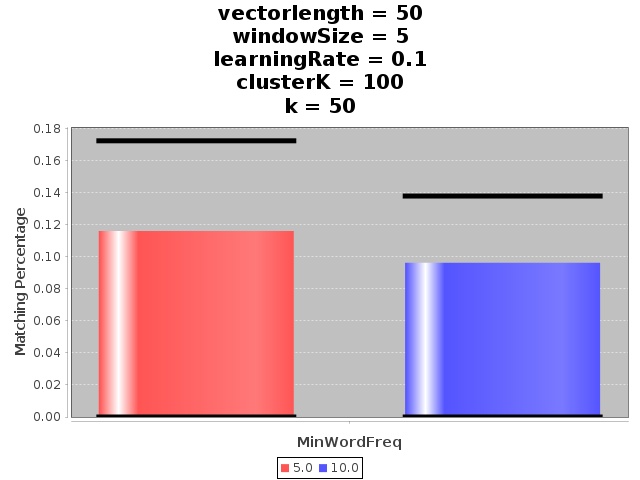 vectorlength = 50
windowSize = 5
learningRate = 0.1
clusterK = 100
k = 50
Matching Percentage
0.18
0.16
0.14
0.12
0.10
0.08
0.06
0.04
0.02
0.00
MinWordFreq
5.0 10.0